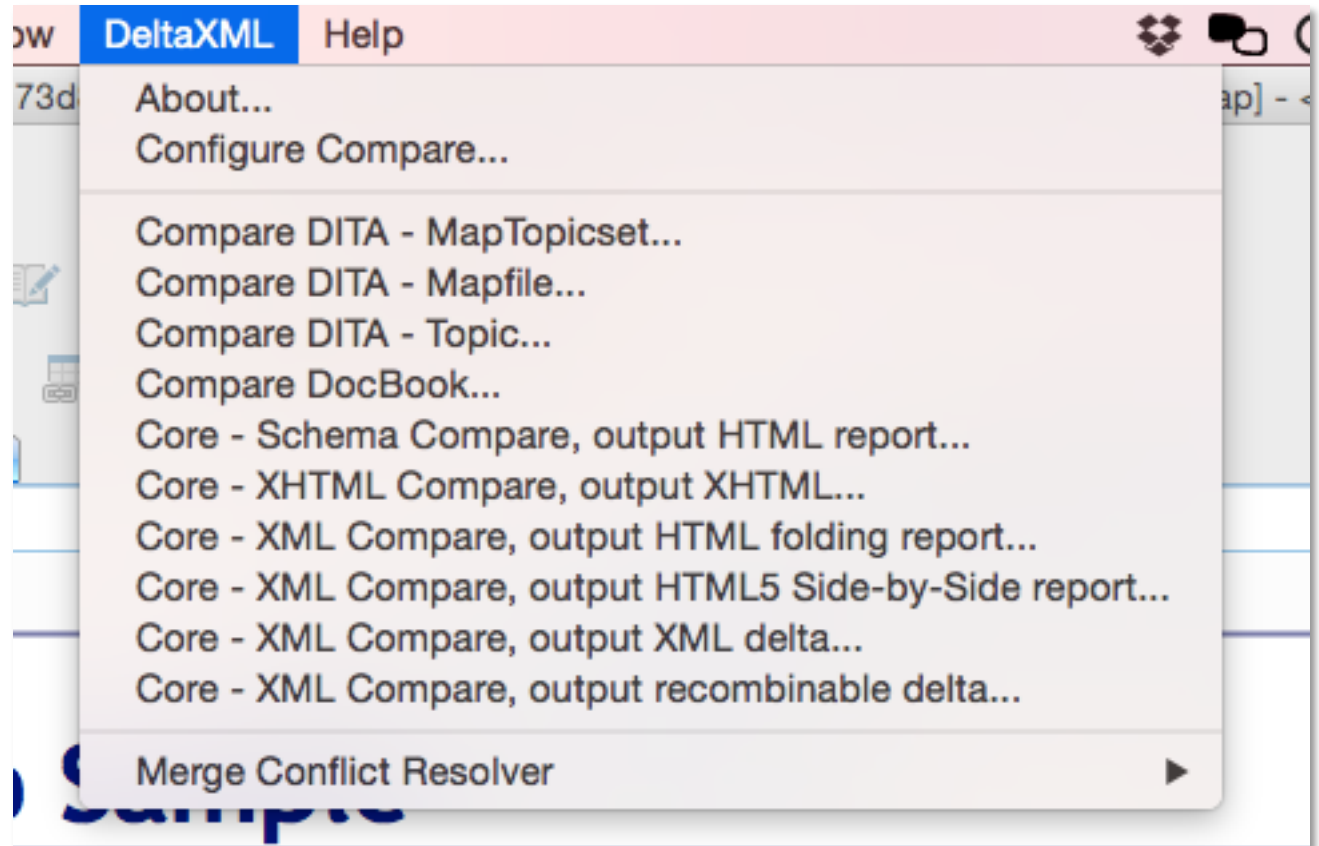 ow DeltaXML Help
73d ap] - <
About...
Configure Compare...
Compare DITA - MapTopicset...
Compare DITA - Mapfile...
Compare DITA - Topic...
Compare DocBook...
Core - Schema Compare, output HTML report...
Core - XHTML Compare, output XHTML...
Core - XML Compare, output HTML folding report...
Core - XML Compare, output HTML5 Side-by-Side report...
Core - XML Compare, output XML delta...
Core - XML Compare, output recombinable delta...
Merge Conflict Resolver
Sample